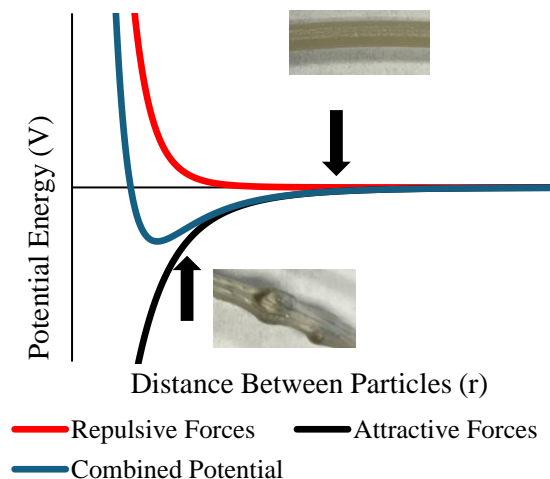 Potential Energy (V)
Distance Between Particles (r)
Repulsive Forces
Attractive Forces
Combined Potential